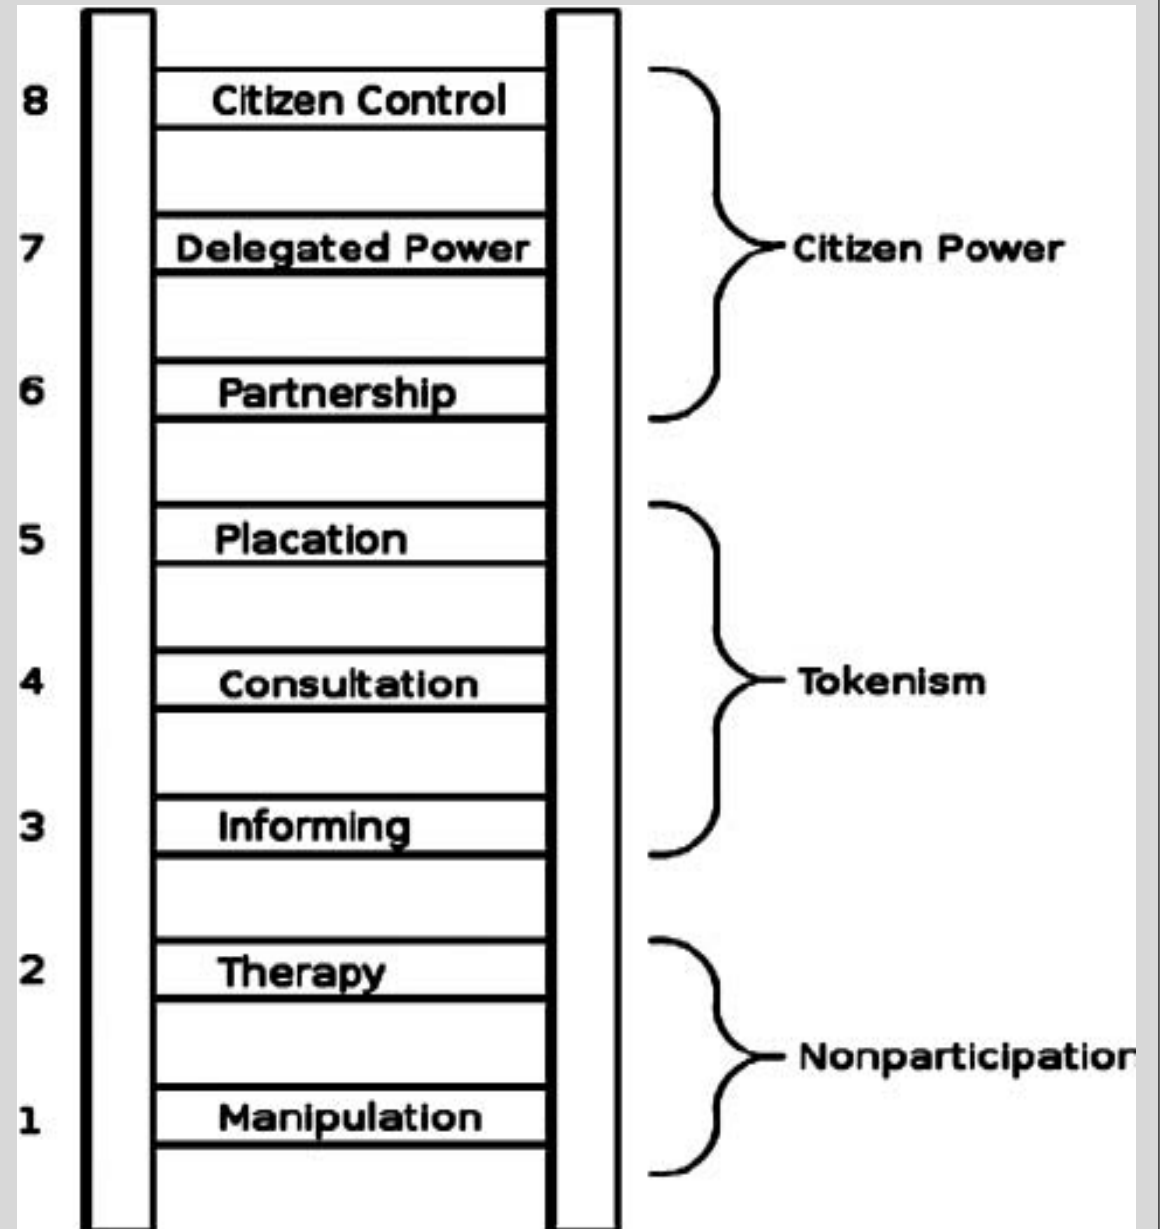 8 Citizen Control
7 Delegated Power Citizen Power
6 Partnership
5 Placation
4 Consultation Tokenism
3 Informing
2 Therapy
Nonparticipation
1 Manipulation